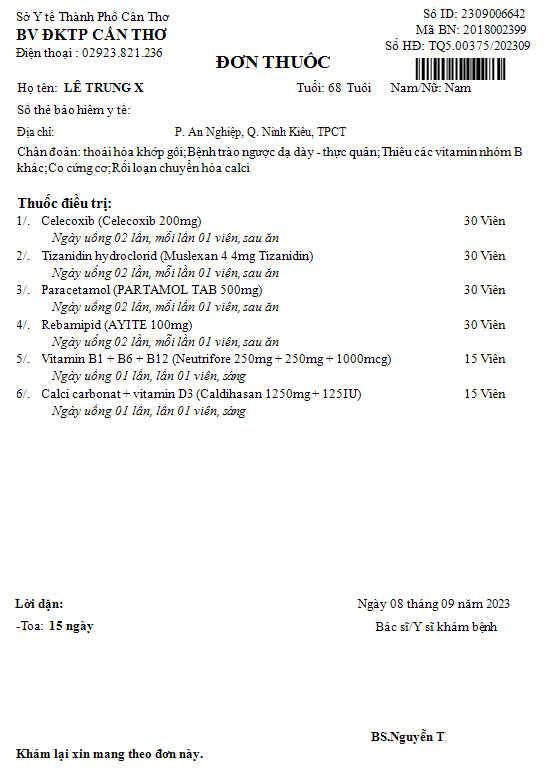 Sở Y tế Thành Phố Cần Thơ
Số ID: 2309006642
BV ĐKTP CẦN THƠ
Mã BN: 2018002399
Điện thoại : 02923.821.236
Số HĐ: TQ5.00375/202309
ĐƠN THUỐC
Họ tên: LÊ TRUNG X
Tuổi: 68 Tuổi
Nam/Nữ: Nam
Số thẻ bảo hiểm y tế:
Địa chỉ: P. An Nghiệp, Q. Ninh Kiều, TPCT
Chẩn đoán: thoái hóa khớp gối;Bệnh trào ngược dạ dày - thực quản;Thiếu các vitamin nhóm B
khác;Co cứng cơ;Rối loạn chuyển hóa calci
Thuốc điều trị:
1/. Celecoxib (Celecoxib 200mg) 30 Viên
Ngày uống 02 lần, mỗi lần 01 viên, sau ăn
2/. Tizanidin hydroclorid (Muslexan 4 4mg Tizanidin) 30 Viên
Ngày uống 02 lần, mỗi lần 01 viên, sau ăn
3/. Paracetamol (PARTAMOL TAB 500mg) 30 Viên
Ngày uống 02 lần, mỗi lần 01 viên, sau ăn
4/. Rebamipid (AYITE 100mg) 30 Viên
Ngày uống 02 lần, mỗi lần 01 viên, sau ăn
5/. Vitamin B1 + B6 + B12 (Neutrifore 250mg + 250mg + 1000mcg) 15 Viên
Ngày uống 01 lần, lần 01 viên, sáng
6/. Calci carbonat + vitamin D3 (Caldihasan 1250mg + 125IU) 15 Viên
Ngày uống 01 lần, lần 01 viên, sáng
Lời dặn:
Ngày 08 tháng 09 năm 2023
-Toa: 15 ngày
Bác sĩ/Y sĩ khám bệnh
BS.Nguyễn T
Khám lại xin mang theo đơn này.